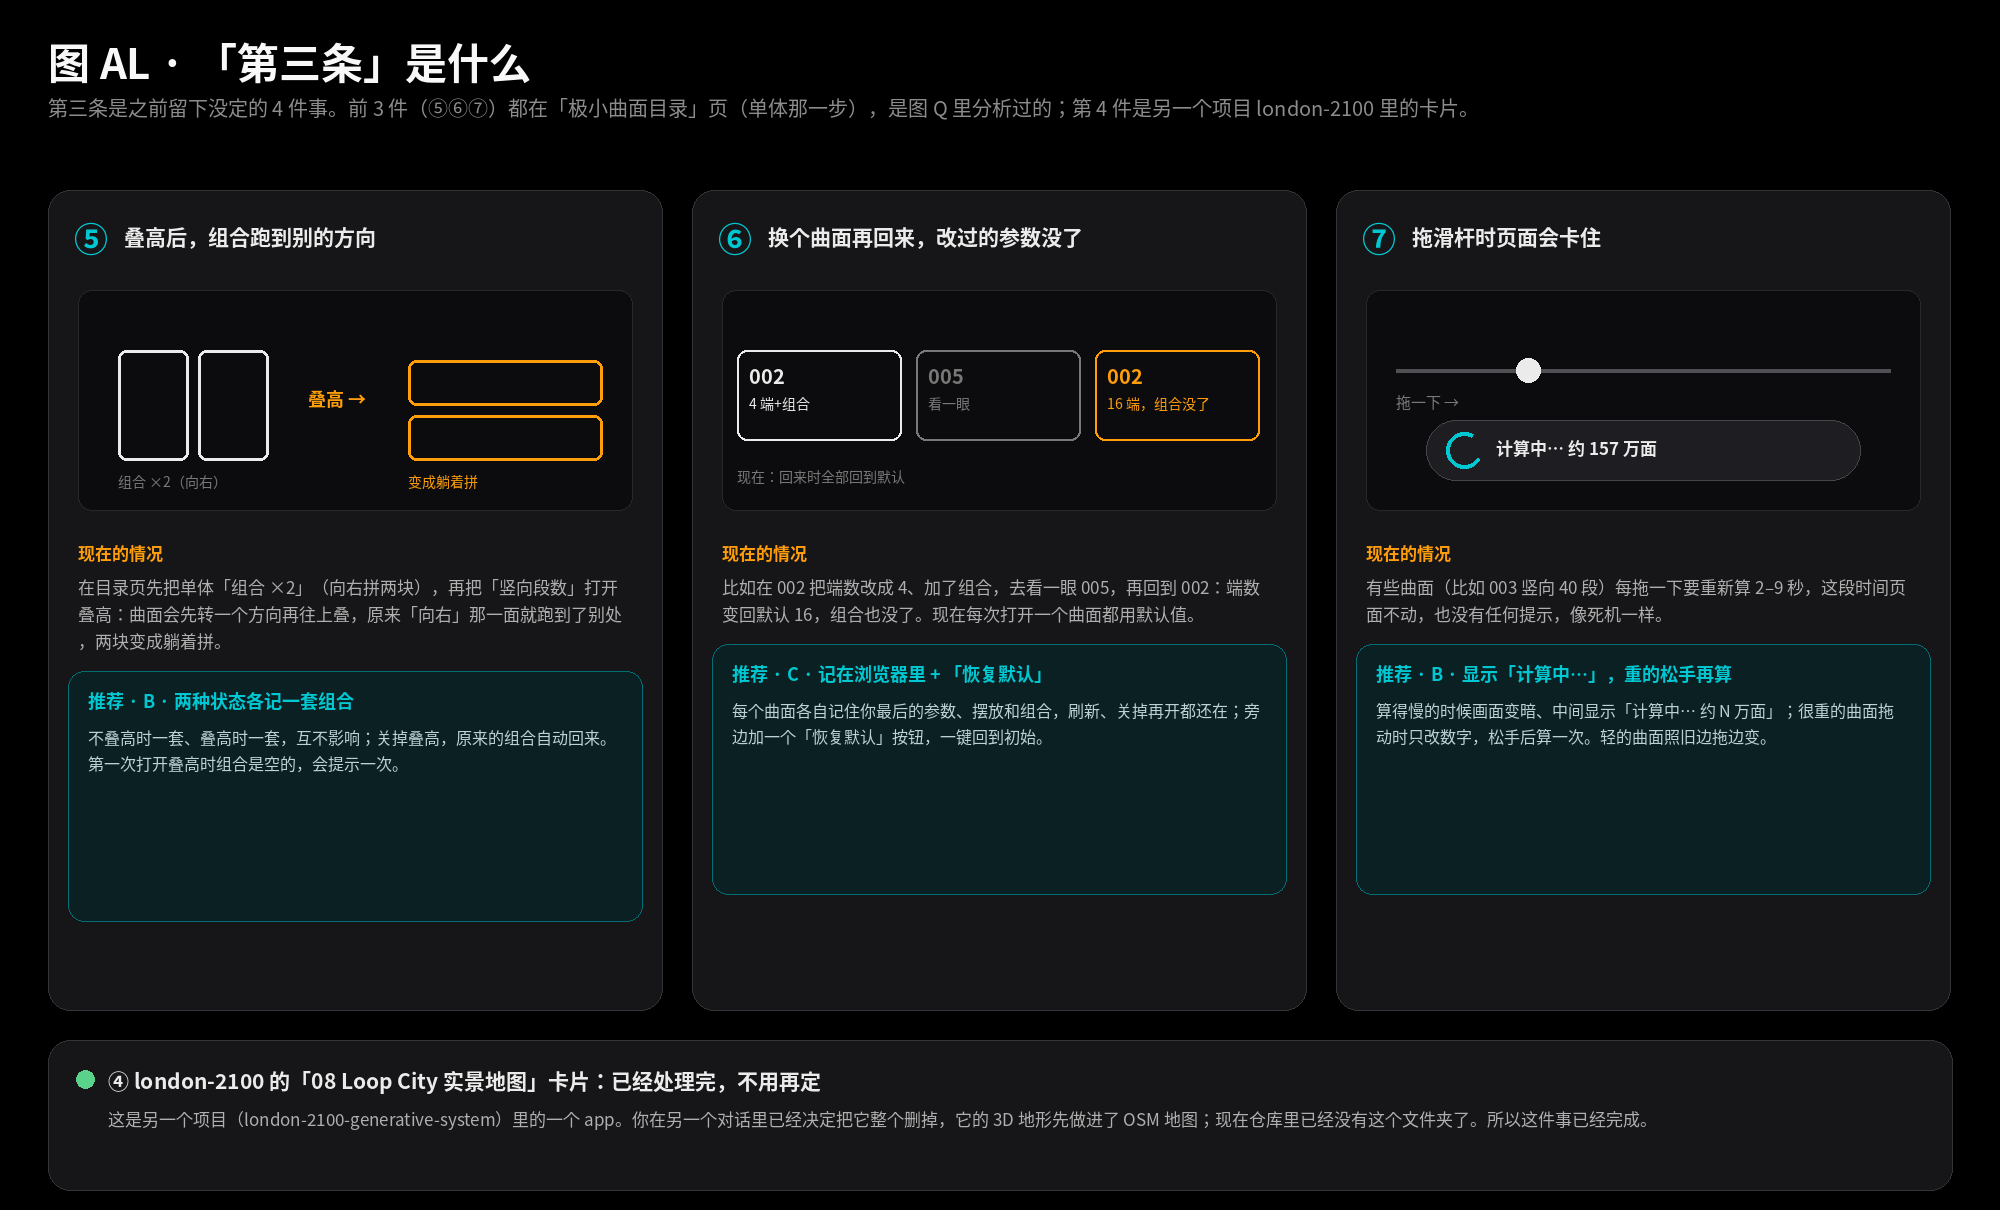 图 AL · 「第三条」是什么
第三条是之前留下没定的 4 件事。前 3 件（⑤⑥⑦）都在「极小曲面目录」页（单体那一步），是图 Q 里分析过的；第 4 件是另一个项目 london-2100 里的卡片。
⑤ 叠高后，组合跑到别的方向
叠高 →
组合 ×2（向右）
变成躺着拼
现在的情况
在目录页先把单体「组合 ×2」（向右拼两块），再把「竖向段数」打开
叠高：曲面会先转一个方向再往上叠，原来「向右」那一面就跑到了别处
，两块变成躺着拼。
推荐 · B · 两种状态各记一套组合
不叠高时一套、叠高时一套，互不影响；关掉叠高，原来的组合自动回来。
第一次打开叠高时组合是空的，会提示一次。
⑥ 换个曲面再回来，改过的参数没了
002
4 端+组合
005
看一眼
002
16 端，组合没了
现在：回来时全部回到默认
现在的情况
比如在 002 把端数改成 4、加了组合，去看一眼 005，再回到 002：端数
变回默认 16，组合也没了。现在每次打开一个曲面都用默认值。
推荐 · C · 记在浏览器里 + 「恢复默认」
每个曲面各自记住你最后的参数、摆放和组合，刷新、关掉再开都还在；旁
边加一个「恢复默认」按钮，一键回到初始。
⑦ 拖滑杆时页面会卡住
拖一下 →
计算中··· 约 157 万面
现在的情况
有些曲面（比如 003 竖向 40 段）每拖一下要重新算 2–9 秒，这段时间页
面不动，也没有任何提示，像死机一样。
推荐 · B · 显示「计算中···」，重的松手再算
算得慢的时候画面变暗、中间显示「计算中··· 约 N 万面」；很重的曲面拖
动时只改数字，松手后算一次。轻的曲面照旧边拖边变。
④ london-2100 的「08 Loop City 实景地图」卡片：已经处理完，不用再定
这是另一个项目（london-2100-generative-system）里的一个 app。你在另一个对话里已经决定把它整个删掉，它的 3D 地形先做进了 OSM 地图；现在仓库里已经没有这个文件夹了。所以这件事已经完成。